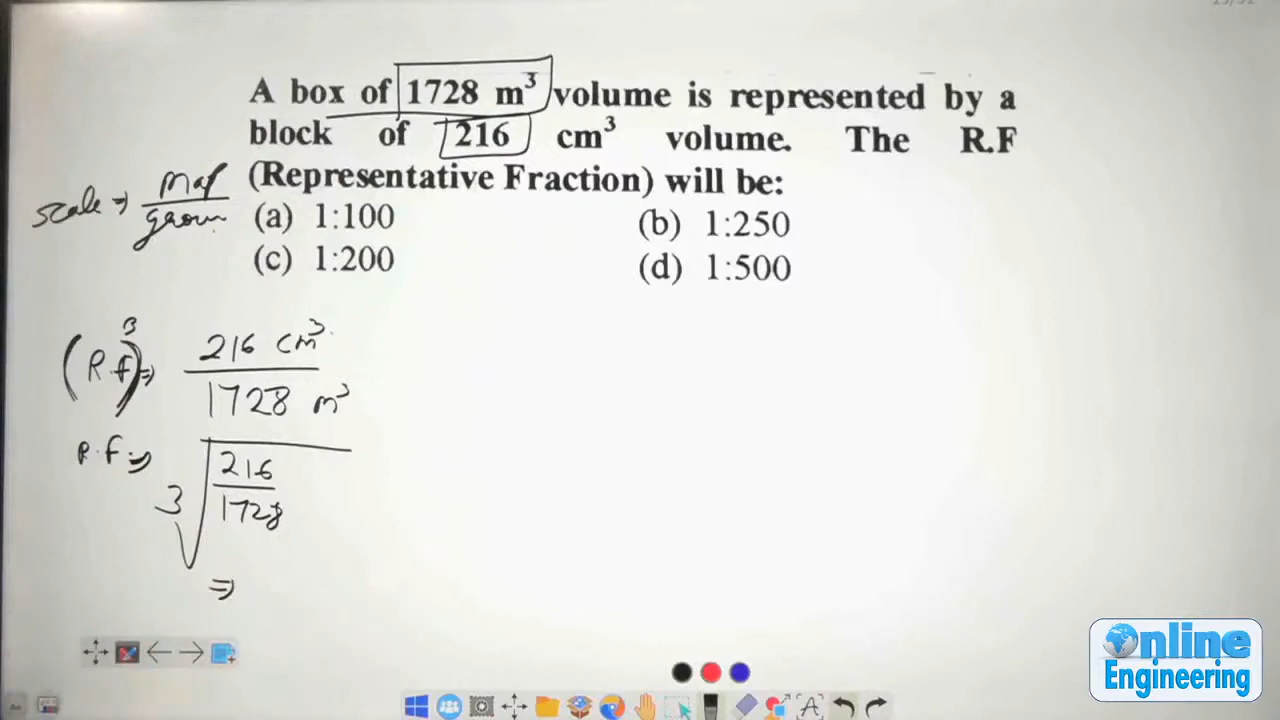 A box of 1728 m³ volume is represented by a
block of 216 cm³ volume. The R.F
(Representative Fraction) will be:
(a) 1:100 (b) 1:250
(c) 1:200 (d) 1:500
scale ⇒ Map
(R.f)³ ⇒ 216 cm³
1728 m³
R.f ⇒ 3√ 216
1728
⇒
Online
Engineering